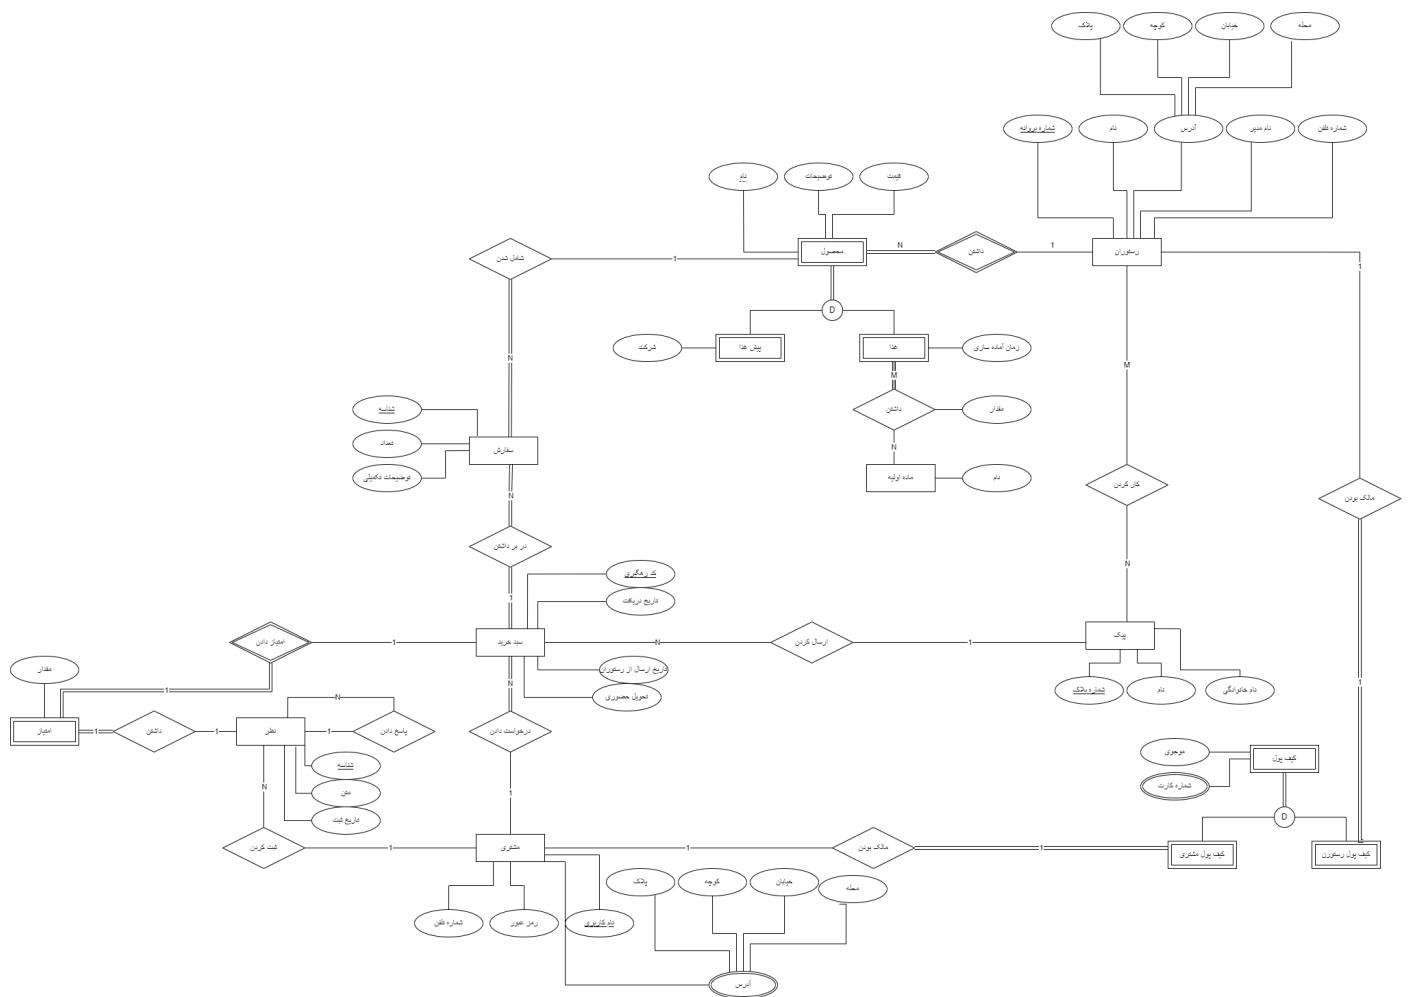 محله
خیابان
کوچه
پلاک
شماره تلفن
نام مدیر
آدرس
نام
شماره پروانه
قیمت
توضیحات
نام
رستوران
1
داشتن
N
محصول
1
شامل شدن
1
D
زمان آماده سازی
غذا
پیش غذا
شرکت
N
M
M
مقدار
داشتن
شناسه
تعداد
سفارش
N
توضیحات تکمیلی
نام
ماده اولیه
کار کردن
مالک بودن
N
در بر داشتن
N
کد رهگیری
تاریخ دریافت
1
پیک
1
ارسال کردن
N
سبد خرید
1
امتیاز دادن
تاریخ ارسال از رستوران
تحویل حضوری
N
نام خانوادگی
نام
شماره پلاک
1
مقدار
1
N
امتیاز
1
داشتن
1
نظر
1
پاسخ دادن
درخواست دادن
کیف پول
موجوی
شماره کارت
شناسه
متن
تاریخ ثبت
N
1
D
ثبت کردن
1
مشتری
1
مالک بودن
1
کیف پول مشتری
کیف پول رستورن
محله
خیابان
کوچه
پلاک
نام کاربری
رمز عبور
شماره تلفن
آدرس